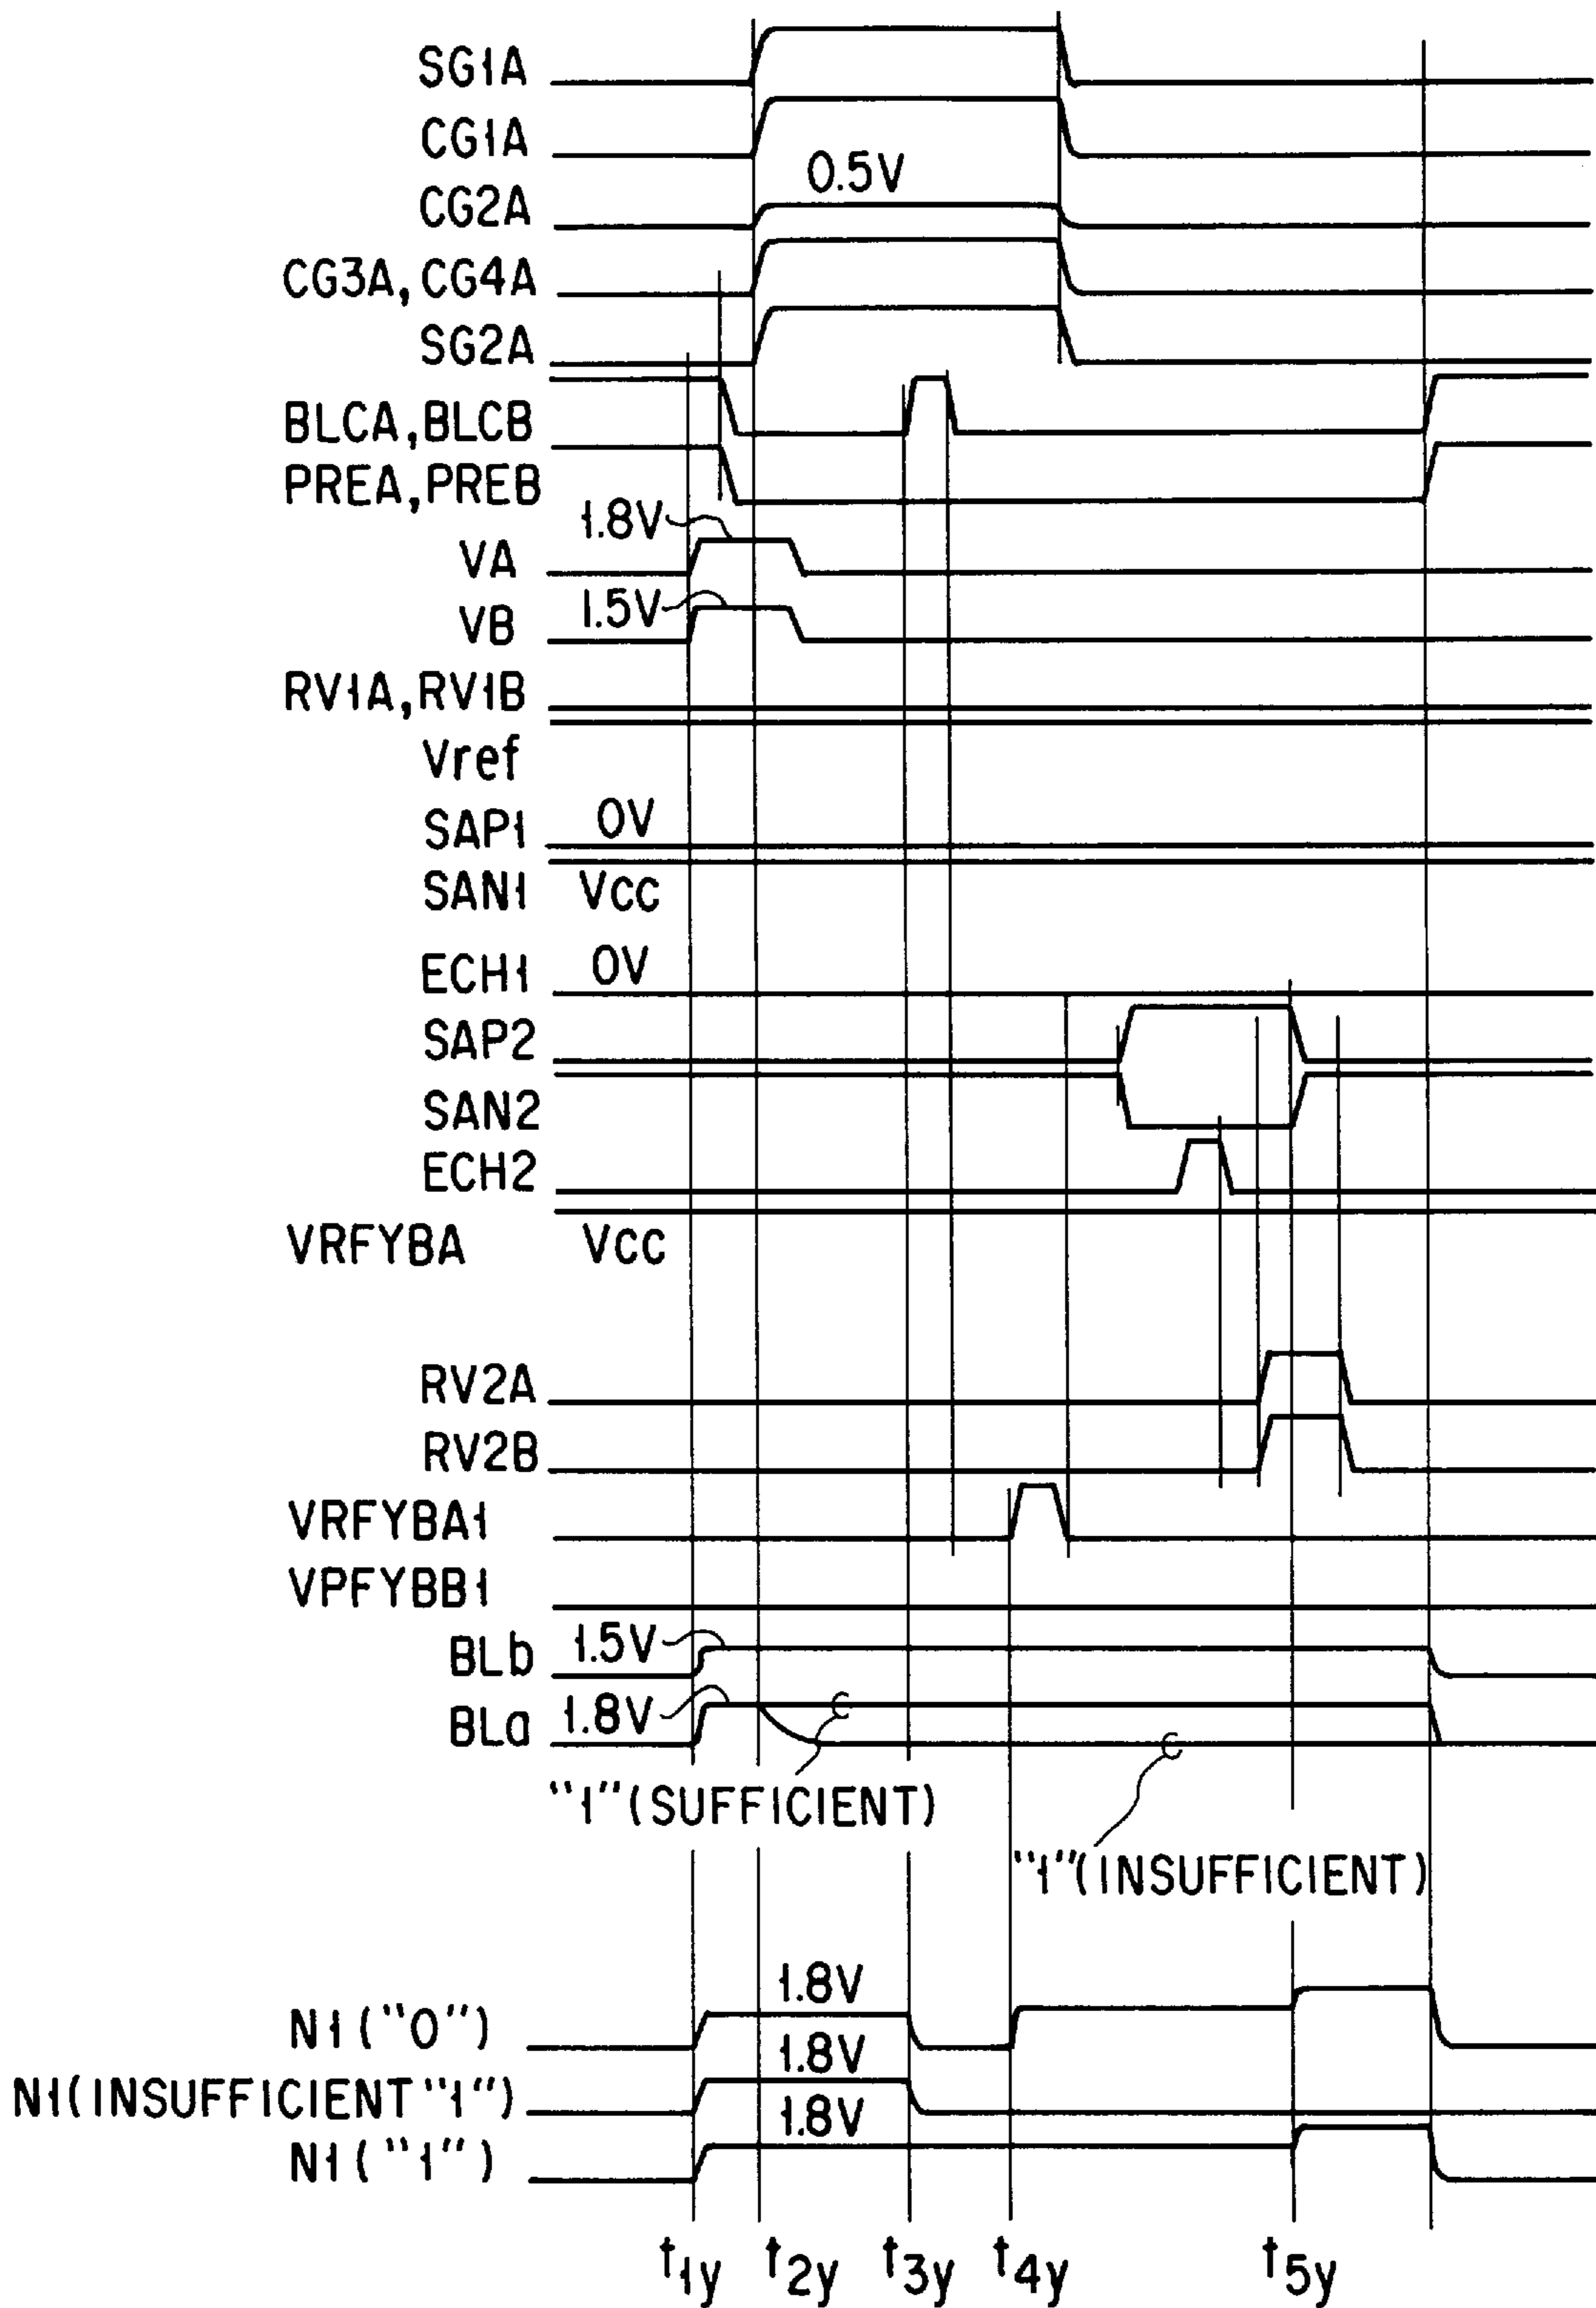 SG1A
CG1A
0.5V
CG2A
CG3A, CG4A
SG2A
BLCA, BLCB
PREA, PREB
1.8V
VA
1.5V
VB
RV1A, RV1B
Vref
SAP1 0V
SAN1 Vcc
ECH1 0V
SAP2
SAN2
ECH2
VRFYBA Vcc
RV2A
RV2B
VRFYBA1
VPFYBB1
BLb 1.5V
BLa 1.8V
"1"(SUFFICIENT)
"1"(INSUFFICIENT)
1.8V
N1("0")
1.8V
N1(INSUFFICIENT "1")
1.8V
N1("1")
t1y t2y t3y t4y t5y